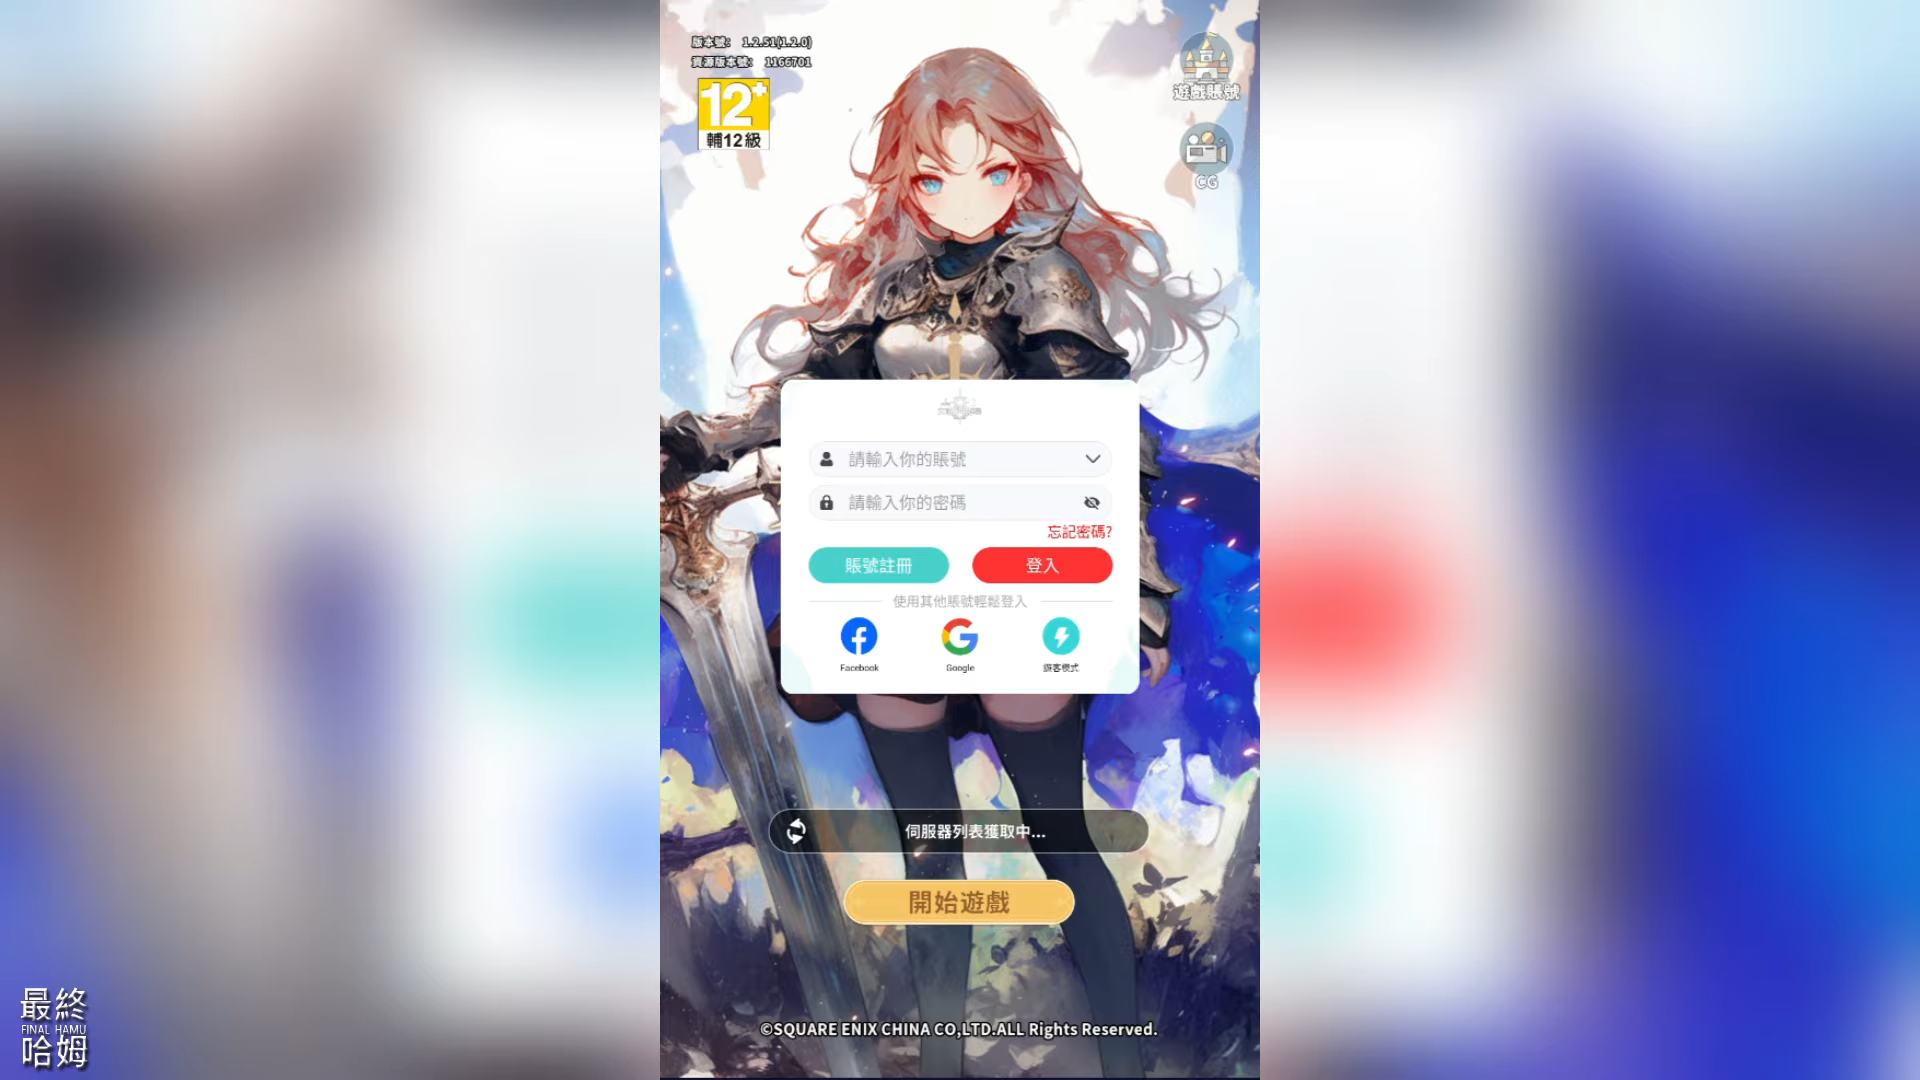 版本號： 1.2.51(1.2.0)
資源版本號： 1166701
12+
輔12級
遊戲賬號
CG
請輸入你的賬號
請輸入你的密碼
忘記密碼?
賬號註冊
登入
使用其他賬號輕鬆登入
Facebook
Google
遊客模式
伺服器列表獲取中...
開始遊戲
©SQUARE ENIX CHINA CO,LTD.ALL Rights Reserved.
最終
FINAL HAMU
哈姆